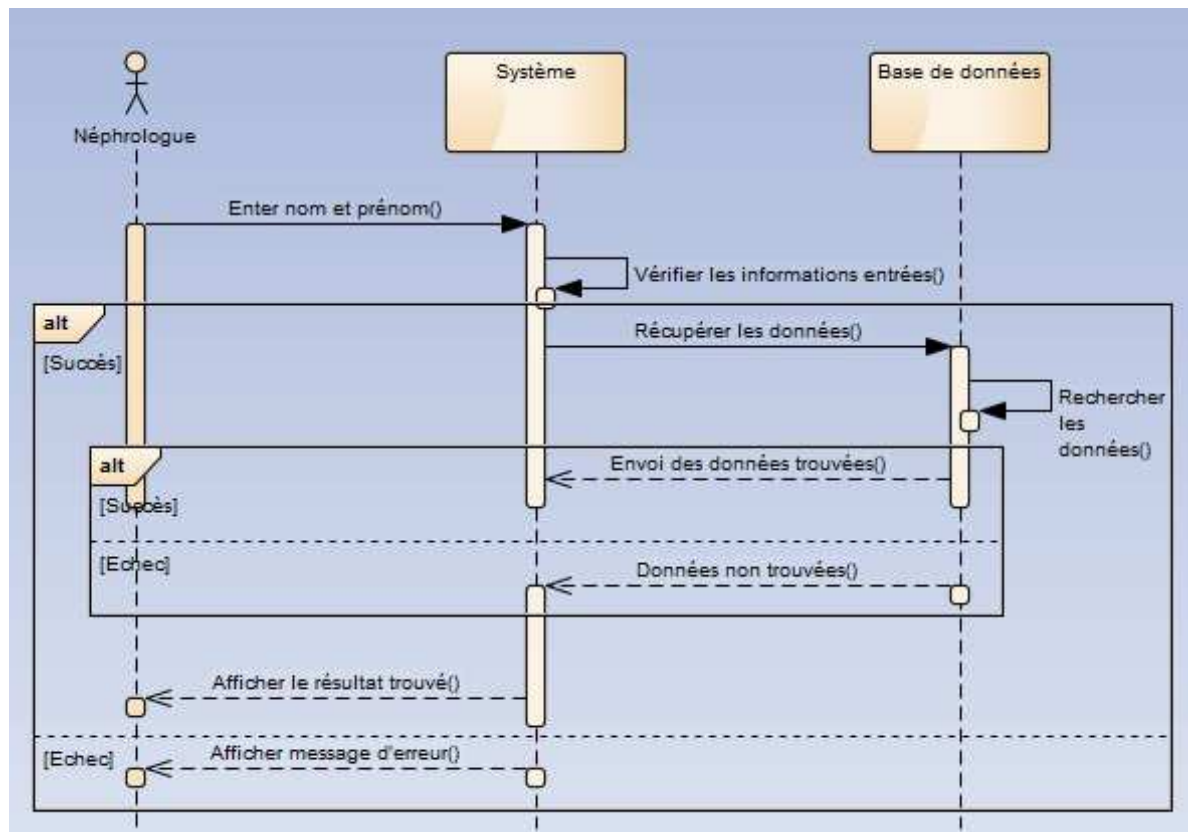 Système
Base de données
Néphrologue
Enter nom et prénom()
Vérifier les informations entrées()
alt
Récupérer les données()
[Succès]
Rechercher
les
données()
alt
Envoi des données trouvées()
[Succès]
[Echec]
Données non trouvées()
Afficher le résultat trouvé()
[Echec]
Afficher message d'erreur()